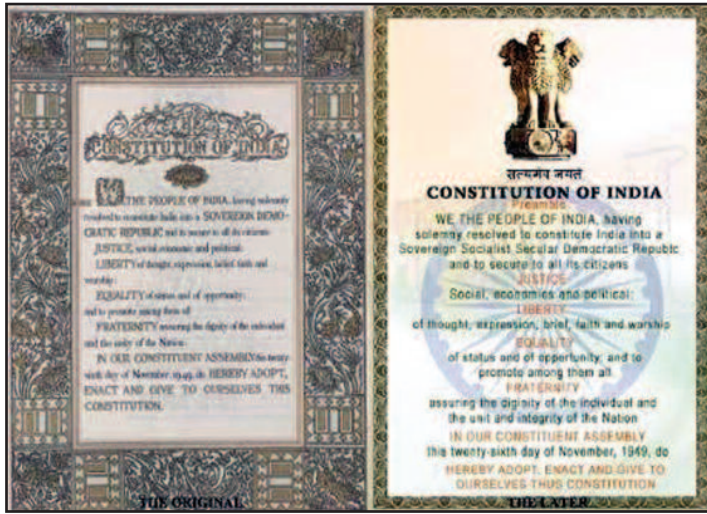 THE
CONSTITUTION OF INDIA
WE, THE PEOPLE OF INDIA, having solemnly
resolved to constitute India into a SOVEREIGN DEMO-
CRATIC REPUBLIC and to secure to all its citizens:
JUSTICE, social economic and political;
LIBERTY of thought, expression, belief, faith and
worship;
EQUALITY of status and of opportunity;
and to promote among them all
FRATERNITY assuring the dignity of the individual
and the unity of the Nation;
IN OUR CONSTITUENT ASSEMBLY this twenty
sixth day of November 1949, do HEREBY ADOPT,
ENACT AND GIVE TO OURSELVES THIS
CONSTITUTION.
THE ORIGINAL
सत्यमेव जयते
CONSTITUTION OF INDIA
Preamble
WE THE PEOPLE OF INDIA, having
solemny resolved to constitute India into a
Sovereign Socialist Secular Democratic Republc
and to secure to all its citizens
JUSTICE
Social, economics and political;
LIBERTY
of thought, expression, brief, faith and worship
EQUALITY
of status and of opportunity, and to
promote among them all
FRATERNITY
assuring the diginity of the individual and
the unit and integrity of the Nation
IN OUR CONSTITUENT ASSEMBLY
this twenty-sixth day of November, 1949, do
HEREBY ADOPT, ENACT AND GIVE TO
OURSELVES THUS CONSTITUTION
THE LATER